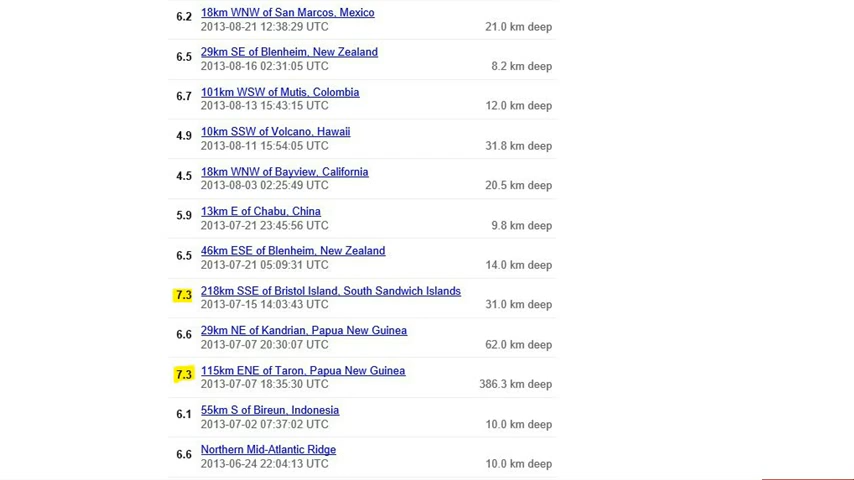 6.2 18km WNW of San Marcos, Mexico
2013-08-21 12:38:29 UTC 21.0 km deep
6.5 29km SE of Blenheim, New Zealand
2013-08-16 02:31:05 UTC 8.2 km deep
6.7 101km WSW of Mutis, Colombia
2013-08-13 15:43:15 UTC 12.0 km deep
4.9 10km SSW of Volcano, Hawaii
2013-08-11 15:54:05 UTC 31.8 km deep
4.5 18km WNW of Bayview, California
2013-08-03 02:25:49 UTC 20.5 km deep
5.9 13km E of Chabu, China
2013-07-21 23:45:56 UTC 9.8 km deep
6.5 46km ESE of Blenheim, New Zealand
2013-07-21 05:09:31 UTC 14.0 km deep
7.3 218km SSE of Bristol Island, South Sandwich Islands
2013-07-15 14:03:43 UTC 31.0 km deep
6.6 29km NE of Kandrian, Papua New Guinea
2013-07-07 20:30:07 UTC 62.0 km deep
7.3 115km ENE of Taron, Papua New Guinea
2013-07-07 18:35:30 UTC 386.3 km deep
6.1 55km S of Bireun, Indonesia
2013-07-02 07:37:02 UTC 10.0 km deep
6.6 Northern Mid-Atlantic Ridge
2013-06-24 22:04:13 UTC 10.0 km deep